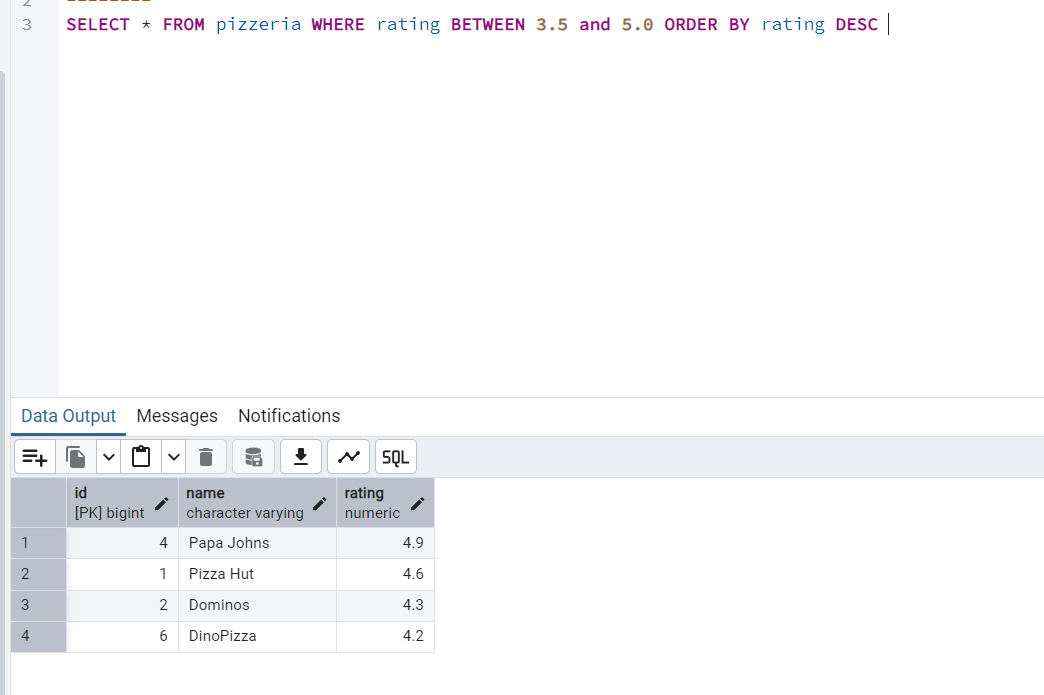 2
3 SELECT * FROM pizzeria WHERE rating BETWEEN 3.5 and 5.0 ORDER BY rating DESC
Data Output Messages Notifications
SQL
id name rating
[PK] bigint character varying numeric
1 4 Papa Johns 4.9
2 1 Pizza Hut 4.6
3 2 Dominos 4.3
4 6 DinoPizza 4.2